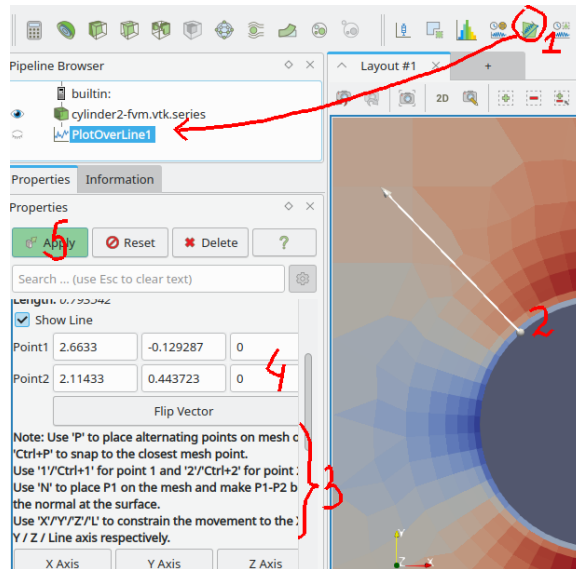 1
Pipeline Browser
Layout #1
+
builtin:
cylinder2-fvm.vtk.series
PlotOverLine1
2D
Properties Information
Properties
Apply Reset Delete ?
5
Search ... (use Esc to clear text)
Length: 0.793542
Show Line
Point1 2.6633 -0.129287 0
Point2 2.11433 0.443723 0
4
2
Flip Vector
Note: Use 'P' to place alternating points on mesh o
'Ctrl+P' to snap to the closest mesh point.
Use '1'/'Ctrl+1' for point 1 and '2'/'Ctrl+2' for point
Use 'N' to place P1 on the mesh and make P1-P2 b
the normal at the surface.
Use 'X'/'Y'/'Z'/'L' to constrain the movement to the
Y / Z / Line axis respectively.
3
X Axis Y Axis Z Axis
Y
Z X